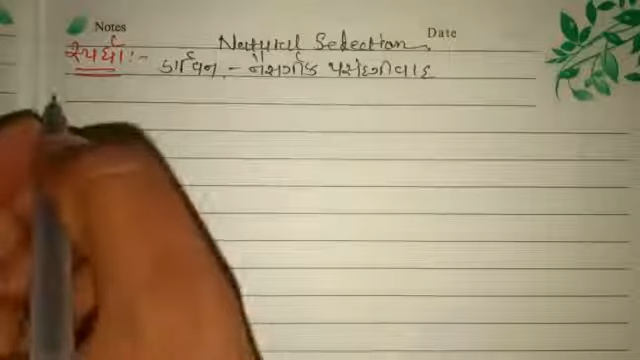 Notes
Date
Natural Selection
સ્પર્ધા :- ડાર્વિન - નૈસર્ગીક પસંદગીવાદ